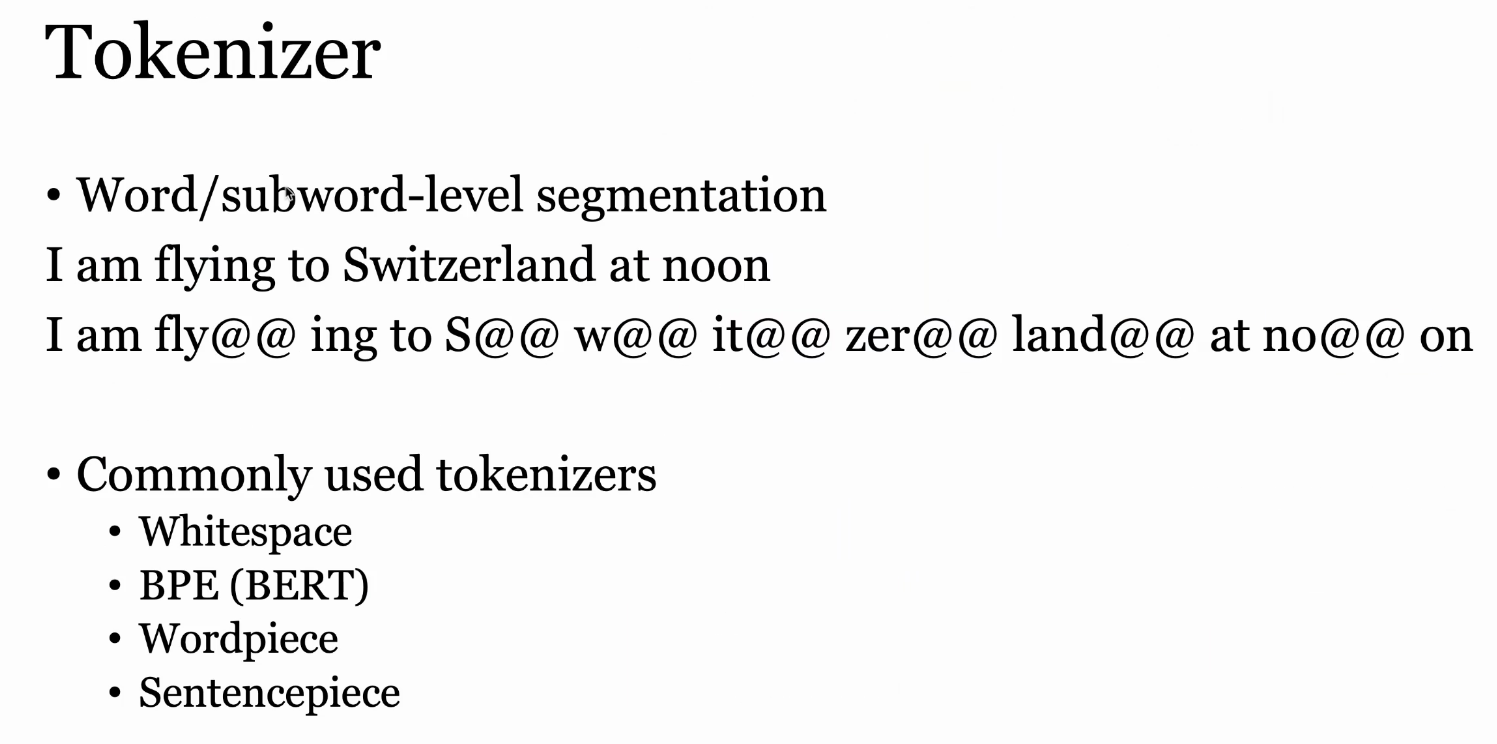 Tokenizer
• Word/subword-level segmentation
I am flying to Switzerland at noon
I am fly@@ ing to S@@ w@@ it@@ zer@@ land@@ at no@@ on
• Commonly used tokenizers
• Whitespace
• BPE (BERT)
• Wordpiece
• Sentencepiece